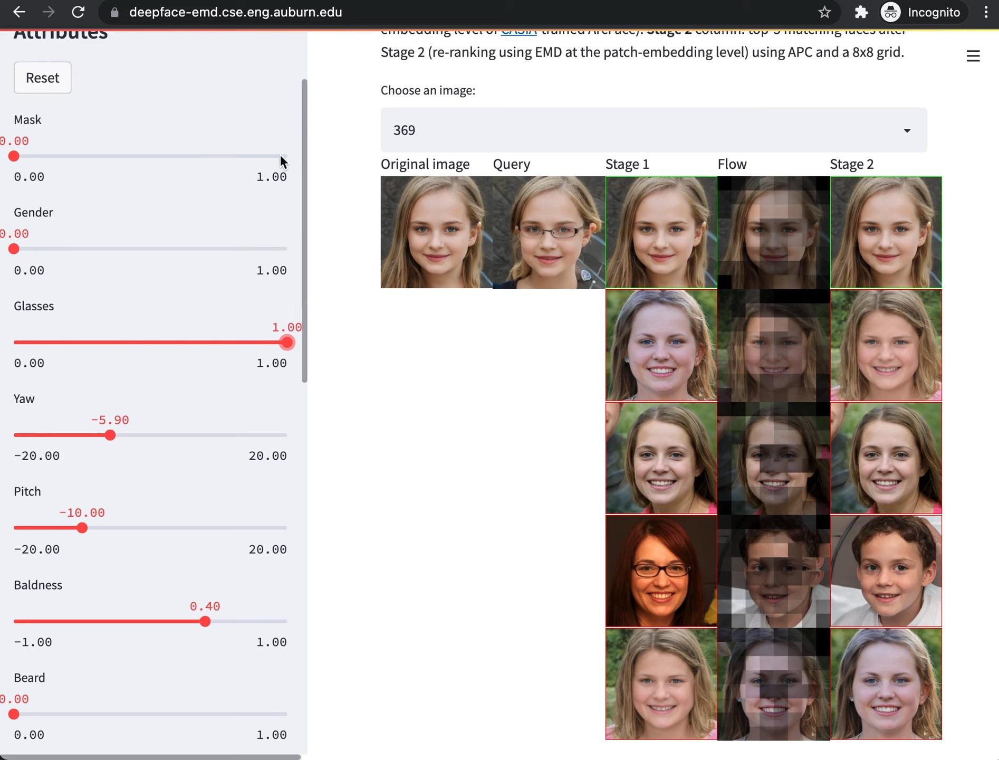 deepface-emd.cse.eng.auburn.edu
Incognito
Attributes
Reset
Mask
0.00
0.00 1.00
Gender
0.00
0.00 1.00
Glasses
1.00
0.00 1.00
Yaw
-5.90
-20.00 20.00
Pitch
-10.00
-20.00 20.00
Baldness
0.40
-1.00 1.00
Beard
0.00
0.00 1.00
embedding level of CASIA-trained ArcFace). Stage 2 column: top-5 matching faces after
Stage 2 (re-ranking using EMD at the patch-embedding level) using APC and a 8x8 grid.
Choose an image:
369
Original image Query Stage 1 Flow Stage 2